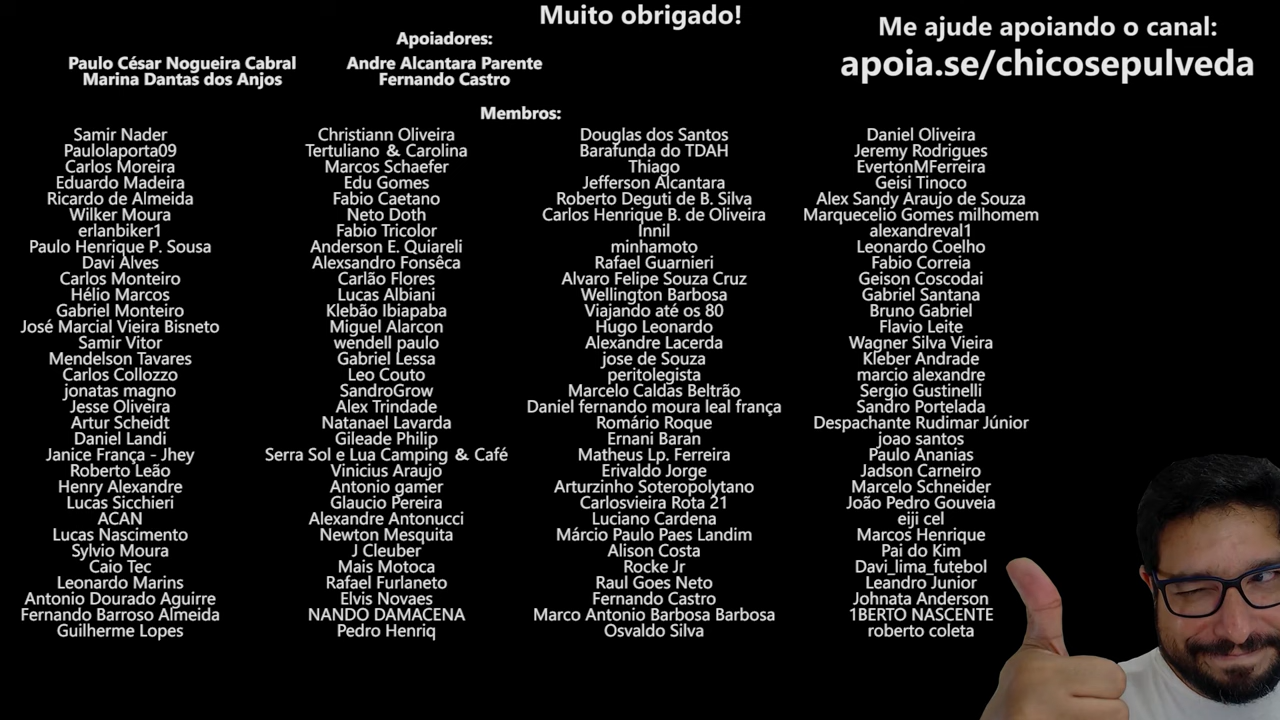 Muito obrigado!
Me ajude apoiando o canal:
apoia.se/chicosepulveda
Apoiadores:
Paulo César Nogueira Cabral
Marina Dantas dos Anjos
Andre Alcantara Parente
Fernando Castro
Membros:
Samir Nader
Paulolaporta09
Carlos Moreira
Eduardo Madeira
Ricardo de Almeida
Wilker Moura
erlanbiker1
Paulo Henrique P. Sousa
Davi Alves
Carlos Monteiro
Hélio Marcos
Gabriel Monteiro
José Marcial Vieira Bisneto
Samir Vitor
Mendelson Tavares
Carlos Collozzo
jonatas magno
Jesse Oliveira
Artur Scheidt
Daniel Landi
Janice França - Jhey
Roberto Leão
Henry Alexandre
Lucas Sicchieri
ACAN
Lucas Nascimento
Sylvio Moura
Caio Tec
Leonardo Marins
Antonio Dourado Aguirre
Fernando Barroso Almeida
Guilherme Lopes
Christiann Oliveira
Tertuliano & Carolina
Marcos Schaefer
Edu Gomes
Fabio Caetano
Neto Doth
Fabio Tricolor
Anderson E. Quiareli
Alexsandro Fonsêca
Carlão Flores
Lucas Albiani
Klebão Ibiapaba
Miguel Alarcon
wendell paulo
Gabriel Lessa
Leo Couto
SandroGrow
Alex Trindade
Natanael Lavarda
Gileade Philip
Serra Sol e Lua Camping & Café
Vinicius Araujo
Antonio gamer
Glaucio Pereira
Alexandre Antonucci
Newton Mesquita
J Cleuber
Mais Motoca
Rafael Furlaneto
Elvis Novaes
NANDO DAMACENA
Pedro Henriq
Douglas dos Santos
Barafunda do TDAH
Thiago
Jefferson Alcantara
Roberto Deguti de B. Silva
Carlos Henrique B. de Oliveira
Innil
minhamoto
Rafael Guarnieri
Alvaro Felipe Souza Cruz
Wellington Barbosa
Viajando até os 80
Hugo Leonardo
Alexandre Lacerda
jose de Souza
peritolegista
Marcelo Caldas Beltrão
Daniel fernando moura leal frança
Romário Roque
Ernani Baran
Matheus Lp. Ferreira
Erivaldo Jorge
Arturzinho Soteropolytano
Carlosvieira Rota 21
Luciano Cardena
Márcio Paulo Paes Landim
Alison Costa
Rocke Jr
Raul Goes Neto
Fernando Castro
Marco Antonio Barbosa Barbosa
Osvaldo Silva
Daniel Oliveira
Jeremy Rodrigues
EvertonMFerreira
Geisi Tinoco
Alex Sandy Araujo de Souza
Marquecelio Gomes milhomem
alexandreval1
Leonardo Coelho
Fabio Correia
Geison Coscodai
Gabriel Santana
Bruno Gabriel
Flavio Leite
Wagner Silva Vieira
Kleber Andrade
marcio alexandre
Sergio Gustinelli
Sandro Portelada
Despachante Rudimar Júnior
joao santos
Paulo Ananias
Jadson Carneiro
Marcelo Schneider
João Pedro Gouveia
eiji cel
Marcos Henrique
Pai do Kim
Davi_lima_futebol
Leandro Junior
Johnata Anderson
1BERTO NASCENTE
roberto coleta